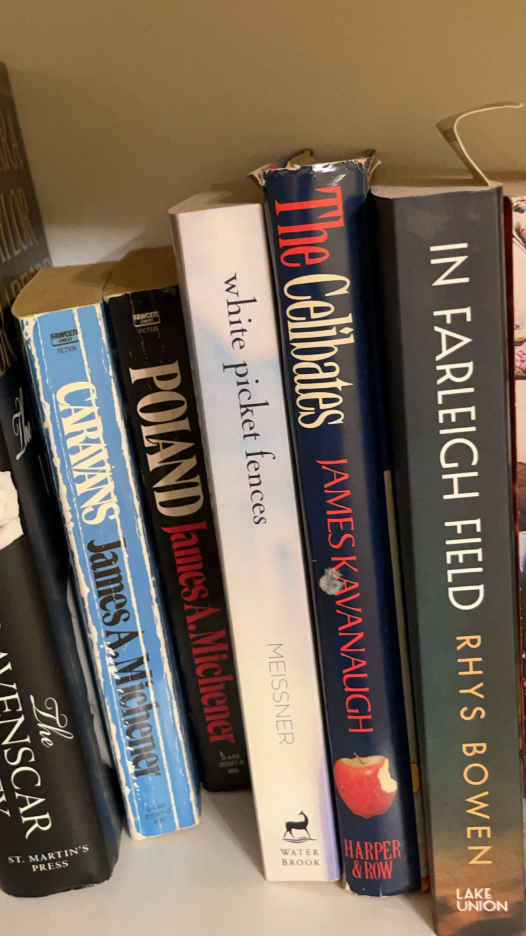 The
RAVENSCAR
ST. MARTIN'S
PRESS
FAWCETT
CREST
FICTION
CARAVANS
James A. Michener
FAWCETT
CREST
FICTION
POLAND
James A. Michener
white picket fences
MEISSNER
WATER
BROOK
The Celibates
JAMES KAVANAUGH
HARPER
& ROW
IN FARLEIGH FIELD
RHYS BOWEN
LAKE
UNION